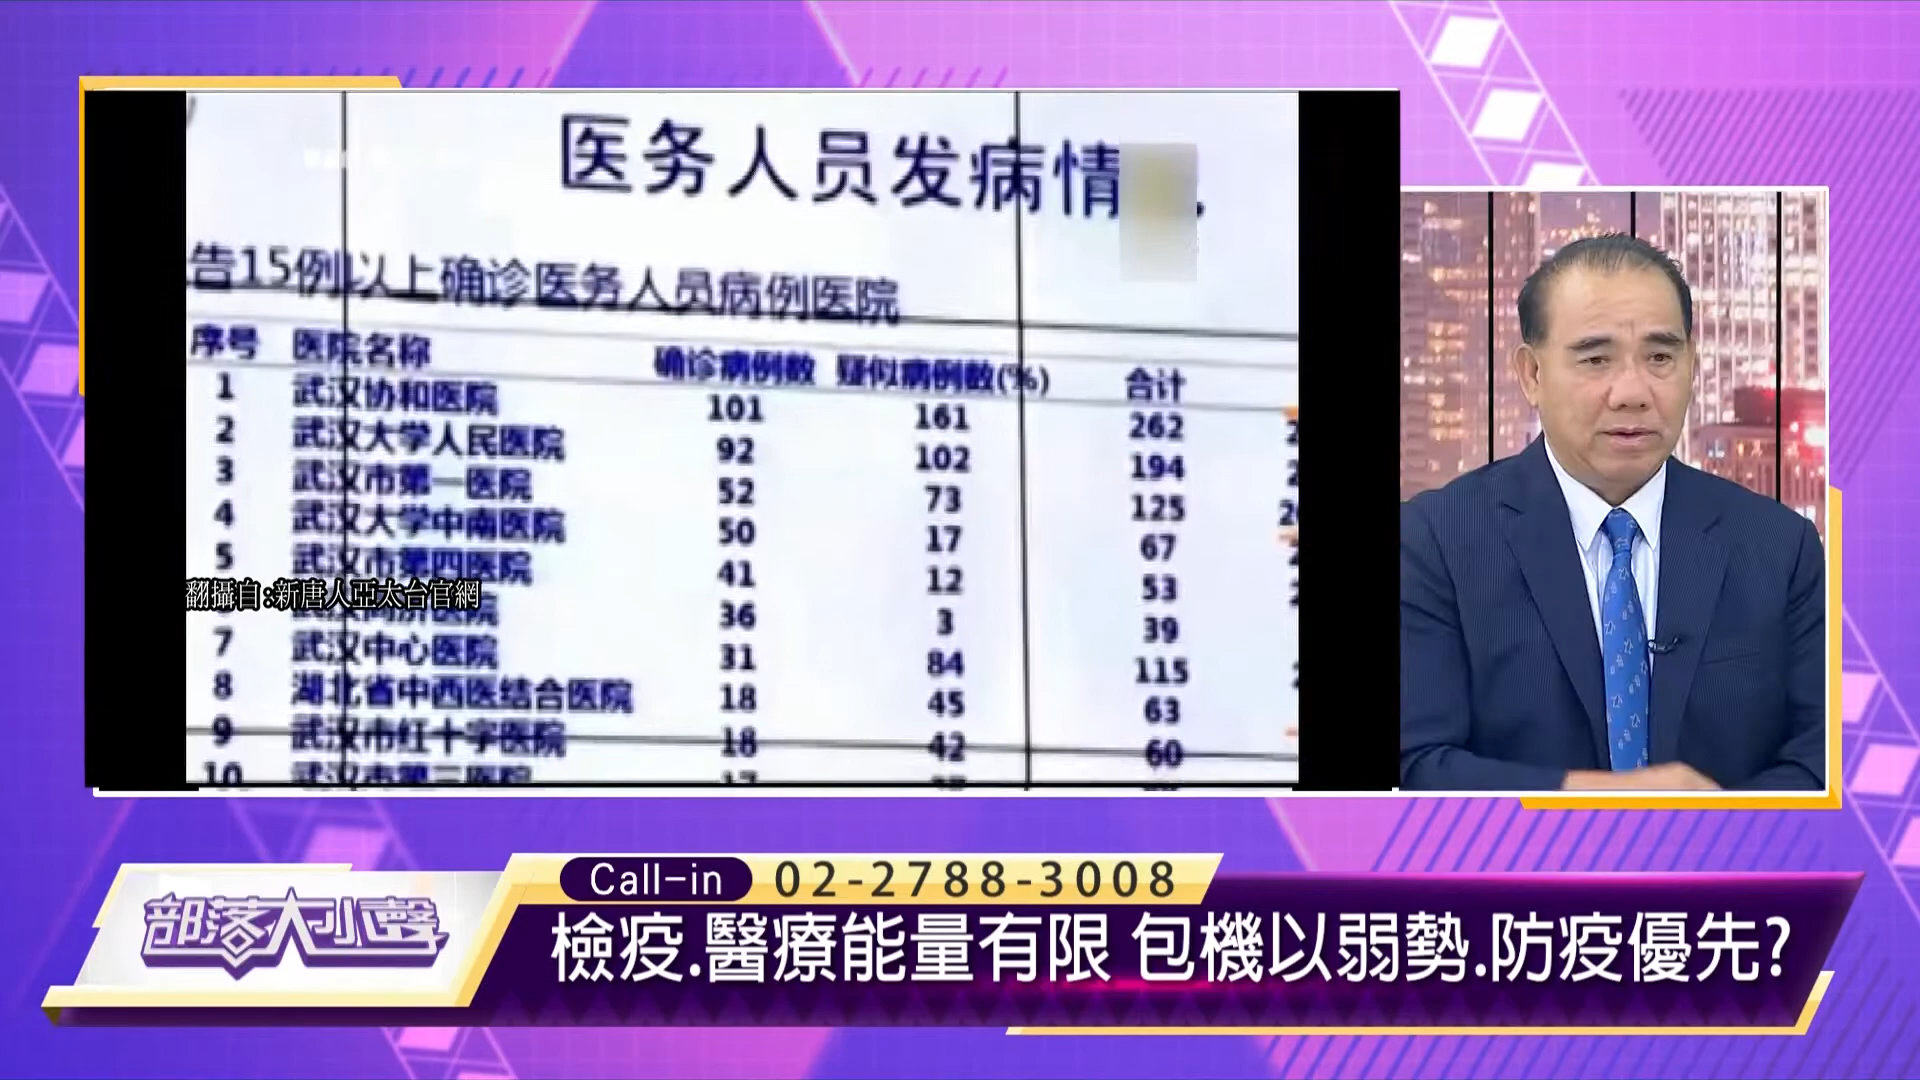 医务人员发病情
告15例以上确诊医务人员病例医院
序号 医院名称 确诊病例数 疑似病例数(%) 合计
1 武汉协和医院 101 161 262
2 武汉大学人民医院 92 102 194
3 武汉市第一医院 52 73 125
4 武汉大学中南医院 50 17 67
5 武汉市第四医院 41 12 53
36 3 39
翻攝自:新唐人亞太台官網
7 武汉中心医院 31 84 115
8 湖北省中西医结合医院 18 45 63
9 武汉市红十字医院 18 42 60
10 武汉市第三医院 17
部落大小聲
Call-in 02-2788-3008
檢疫.醫療能量有限 包機以弱勢.防疫優先?